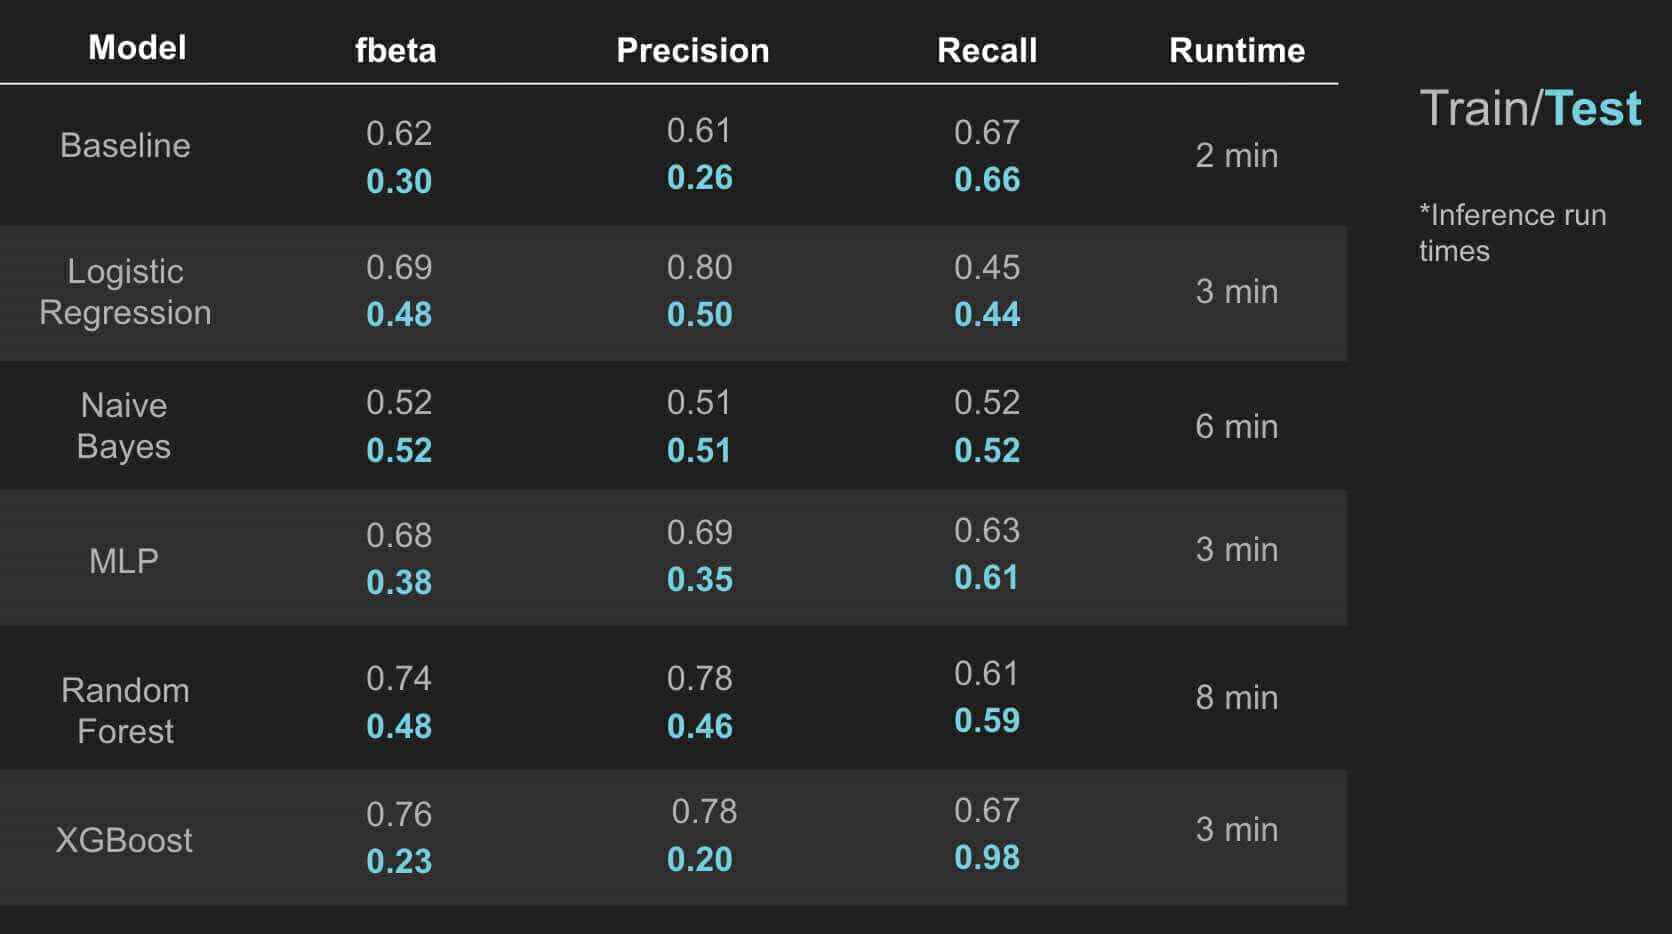 Model fbeta Precision Recall Runtime
Train/Test
*Inference run
times
Baseline
0.62 0.61 0.67
0.30 0.26 0.66
2 min
Logistic
Regression
0.69 0.80 0.45
0.48 0.50 0.44
3 min
Naive
Bayes
0.52 0.51 0.52
0.52 0.51 0.52
6 min
MLP
0.68 0.69 0.63
0.38 0.35 0.61
3 min
Random
Forest
0.74 0.78 0.61
0.48 0.46 0.59
8 min
XGBoost
0.76 0.78 0.67
0.23 0.20 0.98
3 min